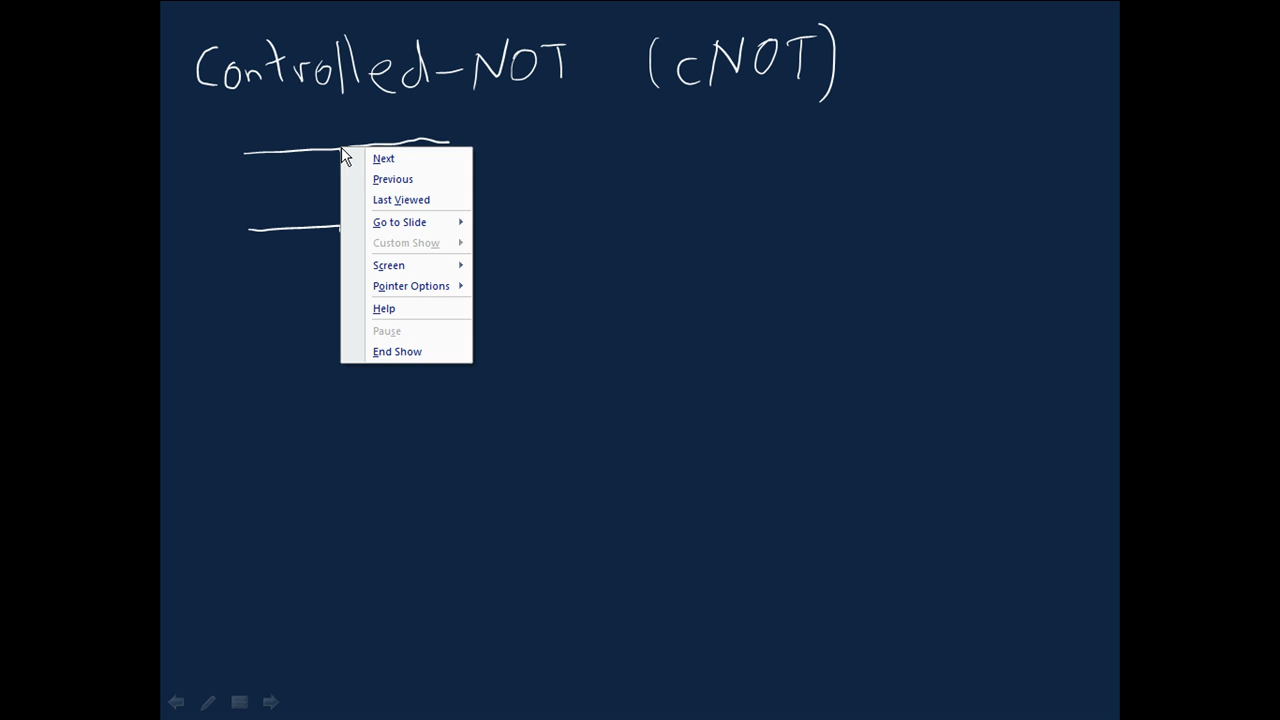 Controlled-NOT (cNOT)
Next
Previous
Last Viewed
Go to Slide
Custom Show
Screen
Pointer Options
Help
Pause
End Show